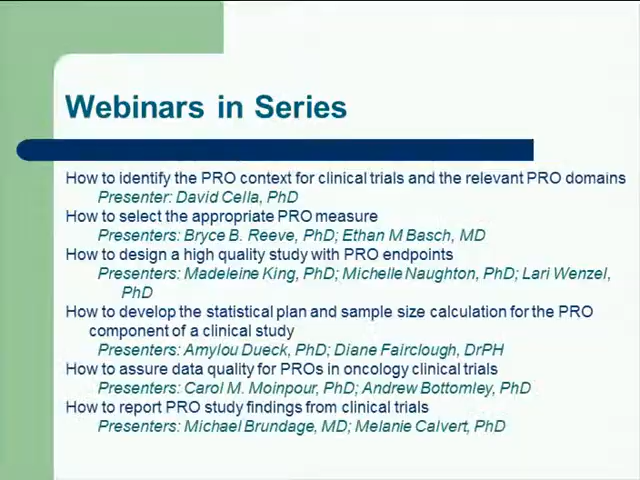 Webinars in Series
How to identify the PRO context for clinical trials and the relevant PRO domains
Presenter: David Cella, PhD
How to select the appropriate PRO measure
Presenters: Bryce B. Reeve, PhD; Ethan M Basch, MD
How to design a high quality study with PRO endpoints
Presenters: Madeleine King, PhD; Michelle Naughton, PhD; Lari Wenzel,
PhD
How to develop the statistical plan and sample size calculation for the PRO
component of a clinical study
Presenters: Amylou Dueck, PhD; Diane Fairclough, DrPH
How to assure data quality for PROs in oncology clinical trials
Presenters: Carol M. Moinpour, PhD; Andrew Bottomley, PhD
How to report PRO study findings from clinical trials
Presenters: Michael Brundage, MD; Melanie Calvert, PhD